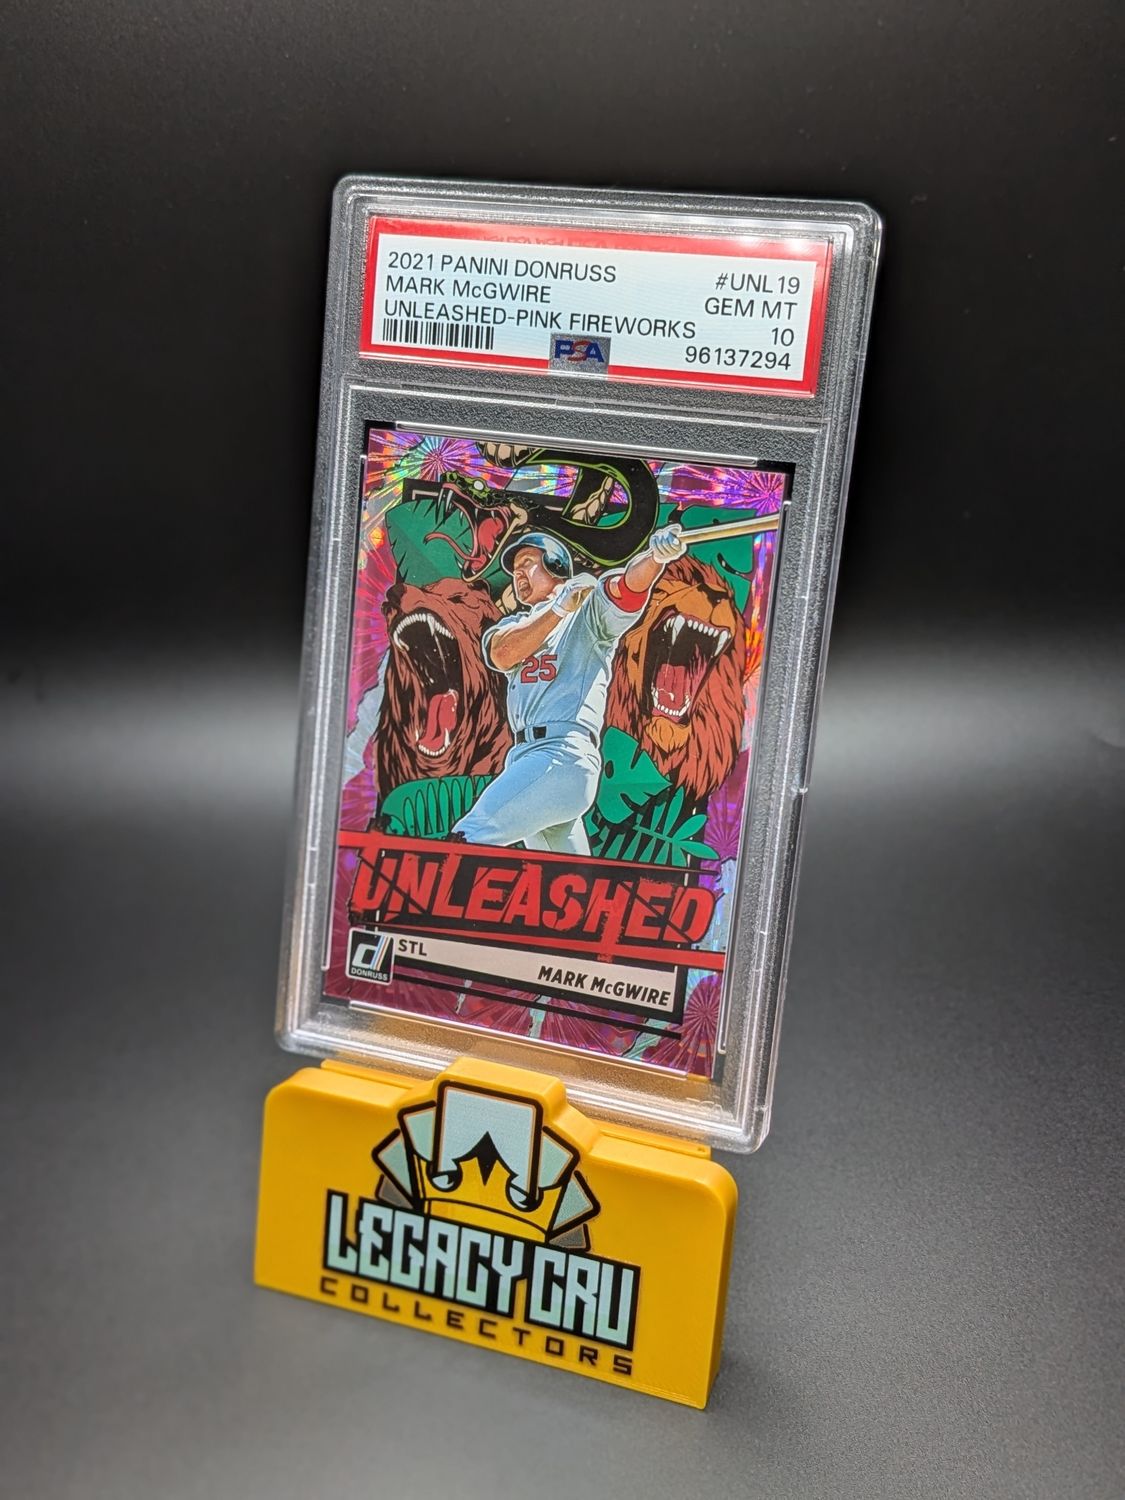 2021 PANINI DONRUSS #UNL19
MARK McGWIRE GEM MT
UNLEASHED-PINK FIREWORKS 10
PSA 96137294
25
UNLEASHED
STL
DONRUSS
MARK McGWIRE
LEGACY CRU
COLLECTORS